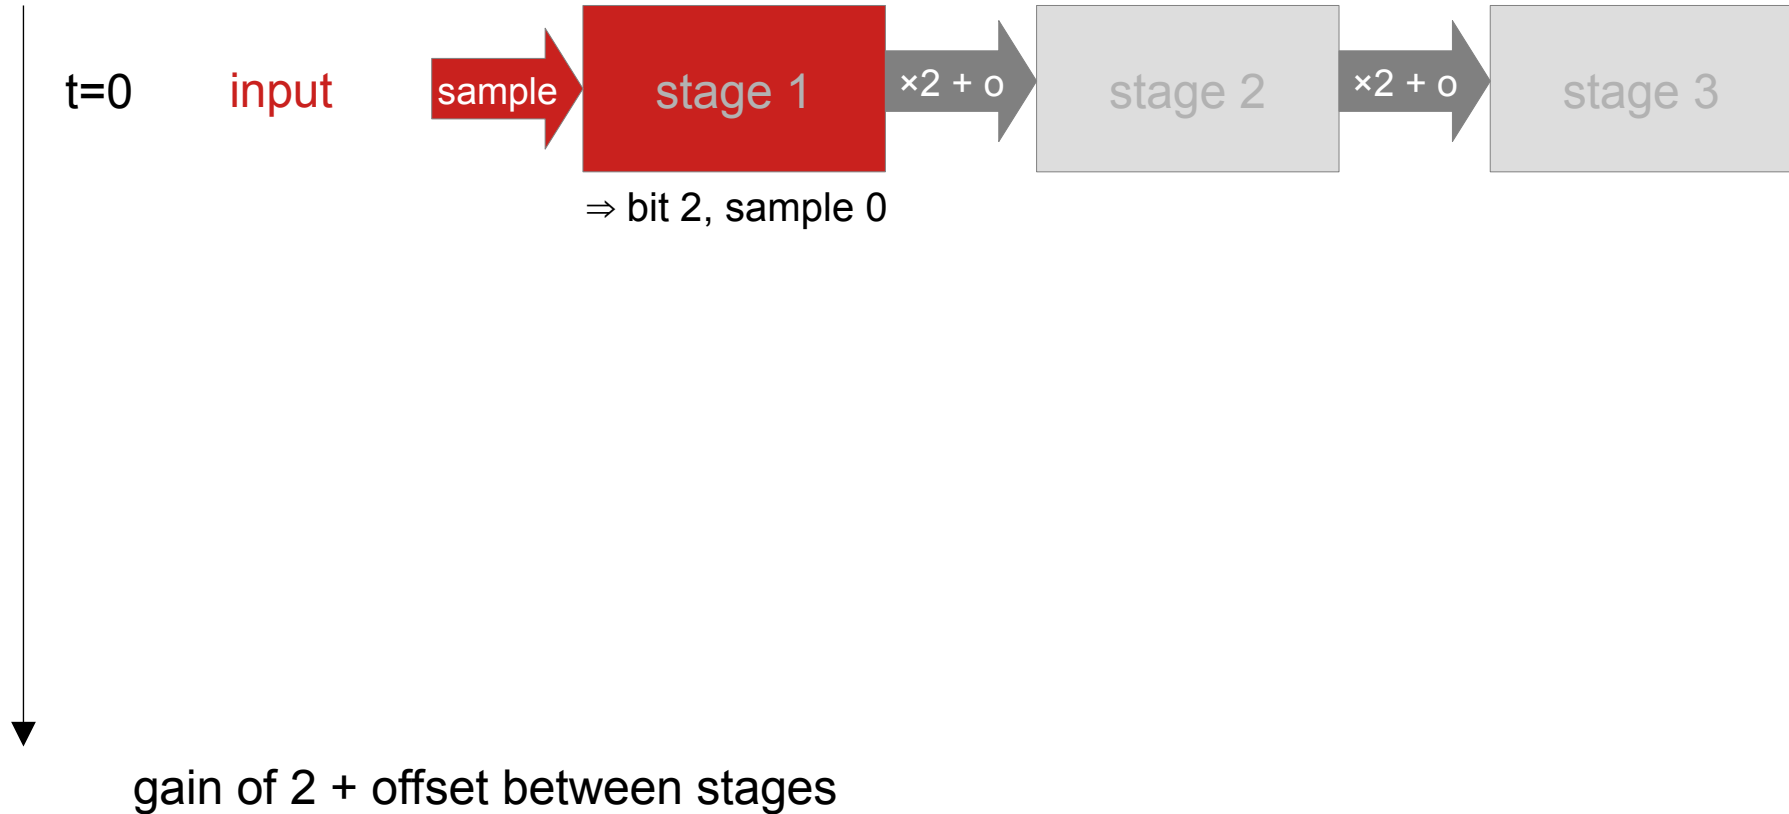 t=0 input sample stage 1 ×2 + o stage 2 ×2 + o stage 3
⇒ bit 2, sample 0
gain of 2 + offset between stages